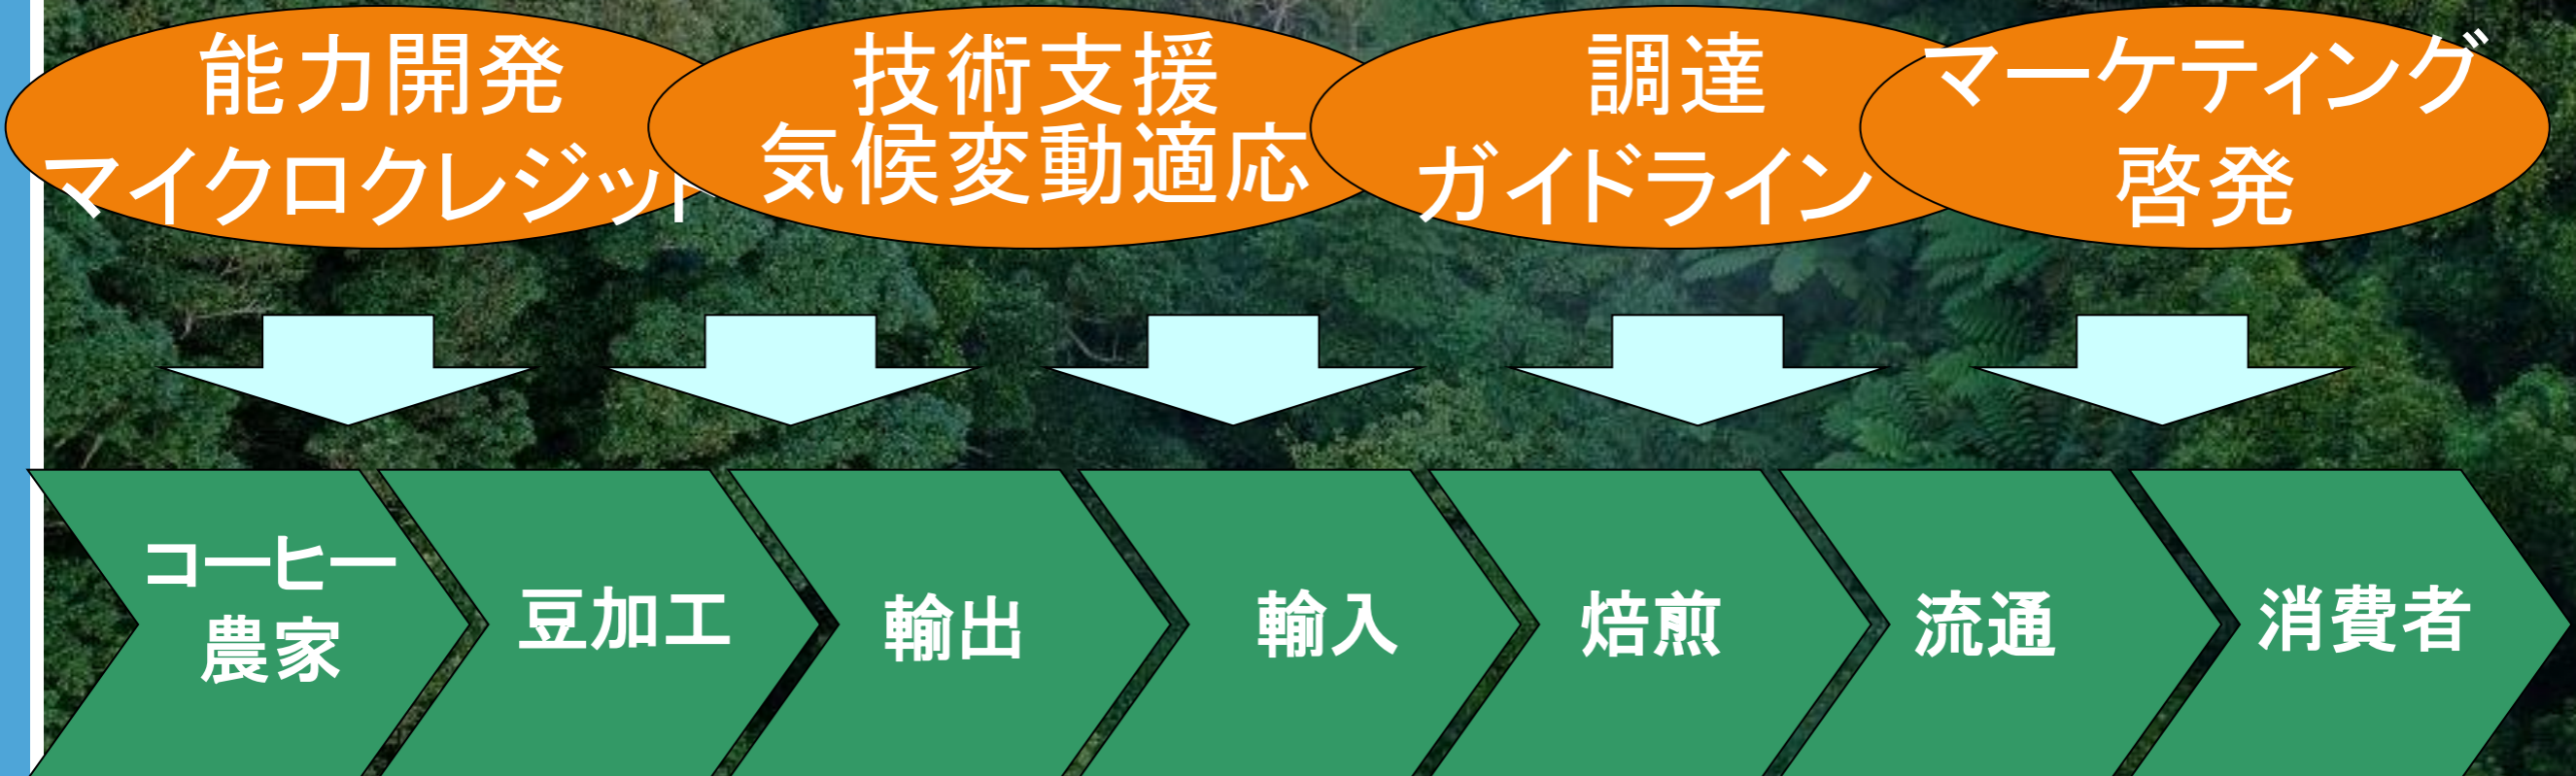 能力開発
マイクロクレジット
技術支援
気候変動適応
調達
ガイドライン
マーケティング
啓発
コーヒー
農家
豆加工
輸出
輸入
焙煎
流通
消費者